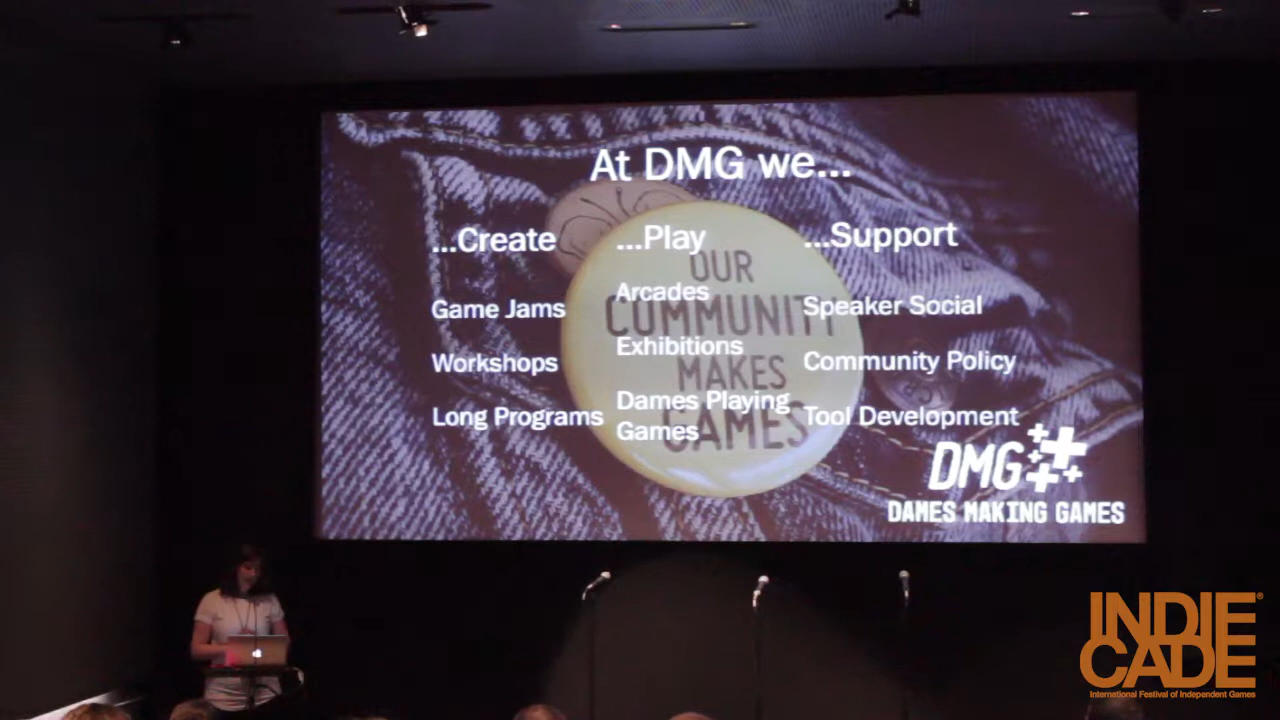 At DMG we...
...Create
Game Jams
Workshops
Long Programs
...Play
Arcades
Exhibitions
Dames Playing
Games
...Support
Speaker Social
Community Policy
Tool Development
OUR
COMMUNITY
MAKES
GAMES
DMG
DAMES MAKING GAMES
INDIE
CADE
International Festival of Independent Games